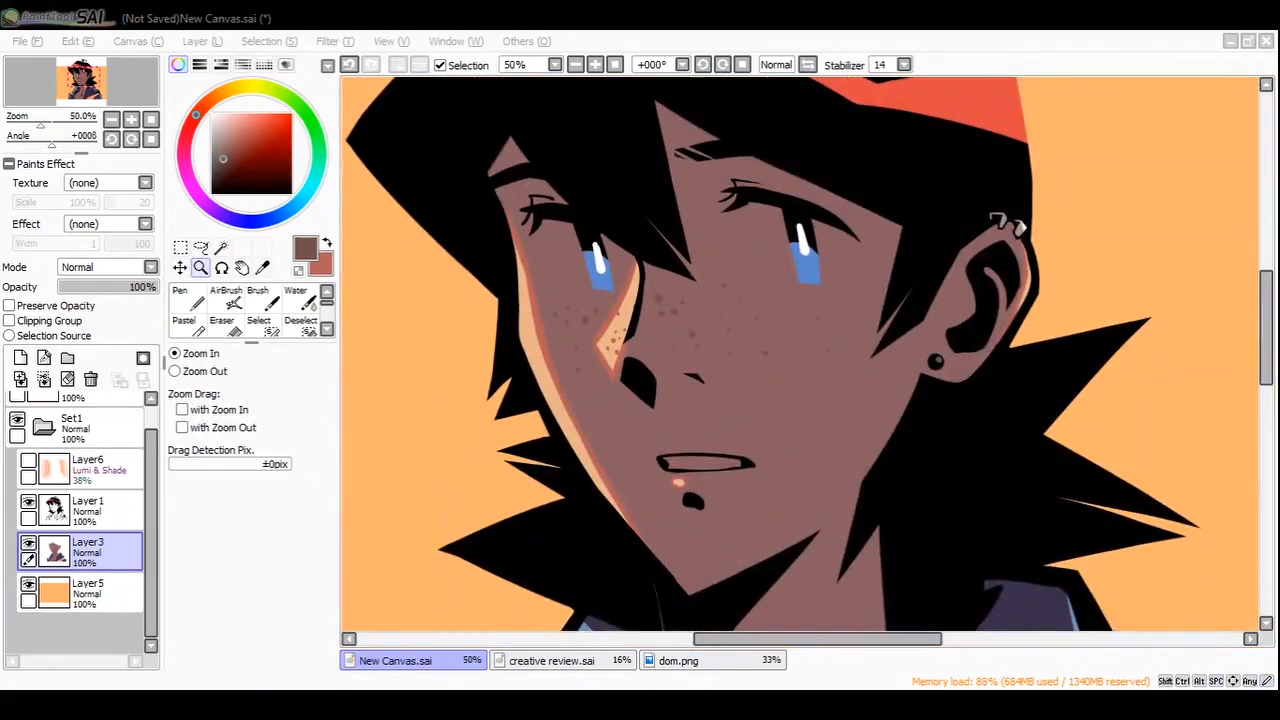 PaintTool SAI (Not Saved)New Canvas.sai (*)
File (F) Edit (E) Canvas (C) Layer (L) Selection (S) Filter (T) View (V) Window (W) Others (O)
Selection 50% +000° Normal Stabilizer 14
Zoom 50.0%
Angle +000ß
Paints Effect
Texture (none)
Scale 100% 20
Effect (none)
Width 1 100
Mode Normal
Opacity 100%
Preserve Opacity
Clipping Group
Selection Source
100%
Set1
Normal
100%
Layer6
Lumi & Shade
38%
Layer1
Normal
100%
Layer3
Normal
100%
Layer5
Normal
100%
Pen AirBrush Brush Water
Pastel Eraser Select Deselect
Zoom In
Zoom Out
Zoom Drag:
with Zoom In
with Zoom Out
Drag Detection Pix.
±0pix
New Canvas.sai 50% creative review.sai 16% dom.png 33%
Memory load: 88% (684MB used / 1340MB reserved) Shift Ctrl Alt SPC Any